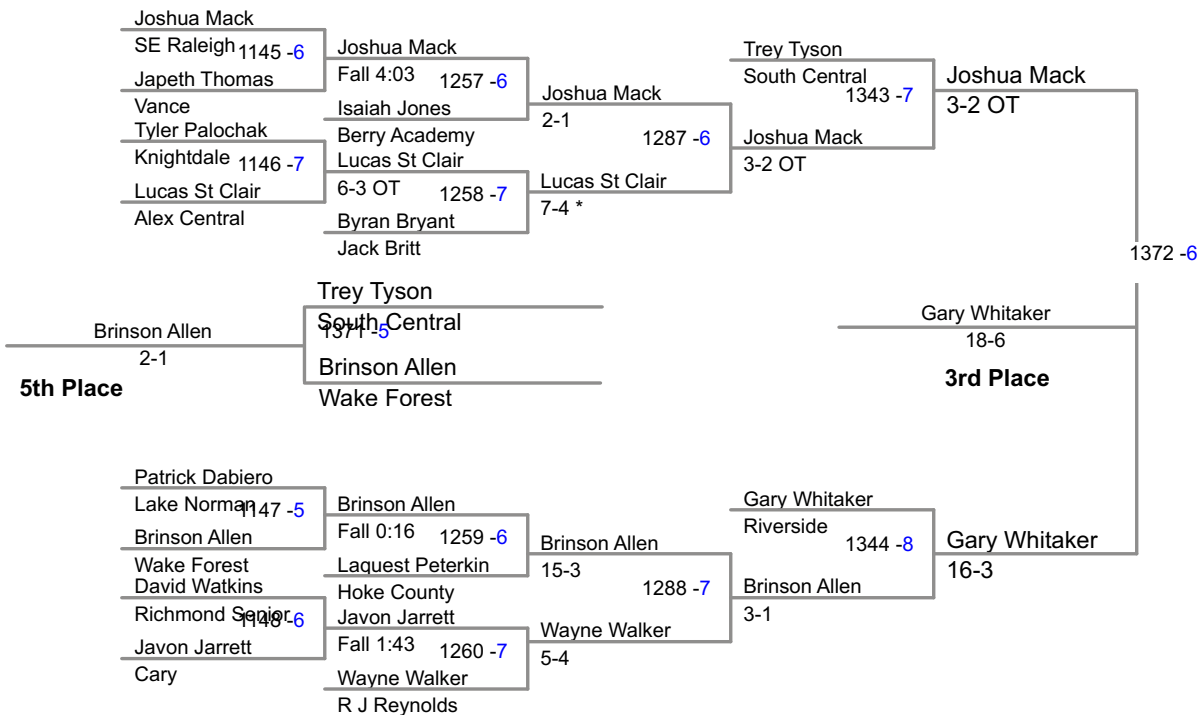 Joshua Mack
SE Raleigh
1145 -6
Japeth Thomas
Vance
Tyler Palochak
Knightdale
1146 -7
Lucas St Clair
Alex Central
Joshua Mack
Fall 4:03
1257 -6
Isaiah Jones
Berry Academy
Lucas St Clair
6-3 OT
1258 -7
Byran Bryant
Jack Britt
Joshua Mack
2-1
1287 -6
Lucas St Clair
7-4 *
Trey Tyson
South Central
1343 -7
Joshua Mack
3-2 OT
Joshua Mack
3-2 OT
1372 -6
Trey Tyson
South Central
1371 -5
Brinson Allen
Wake Forest
Brinson Allen
2-1
5th Place
Gary Whitaker
18-6
3rd Place
Patrick Dabiero
Lake Norman
1147 -5
Brinson Allen
Wake Forest
David Watkins
Richmond Senior
1148 -6
Javon Jarrett
Cary
Brinson Allen
Fall 0:16
1259 -6
Laquest Peterkin
Hoke County
Javon Jarrett
Fall 1:43
1260 -7
Wayne Walker
R J Reynolds
Brinson Allen
15-3
1288 -7
Wayne Walker
5-4
Gary Whitaker
Riverside
1344 -8
Brinson Allen
3-1
Gary Whitaker
16-3